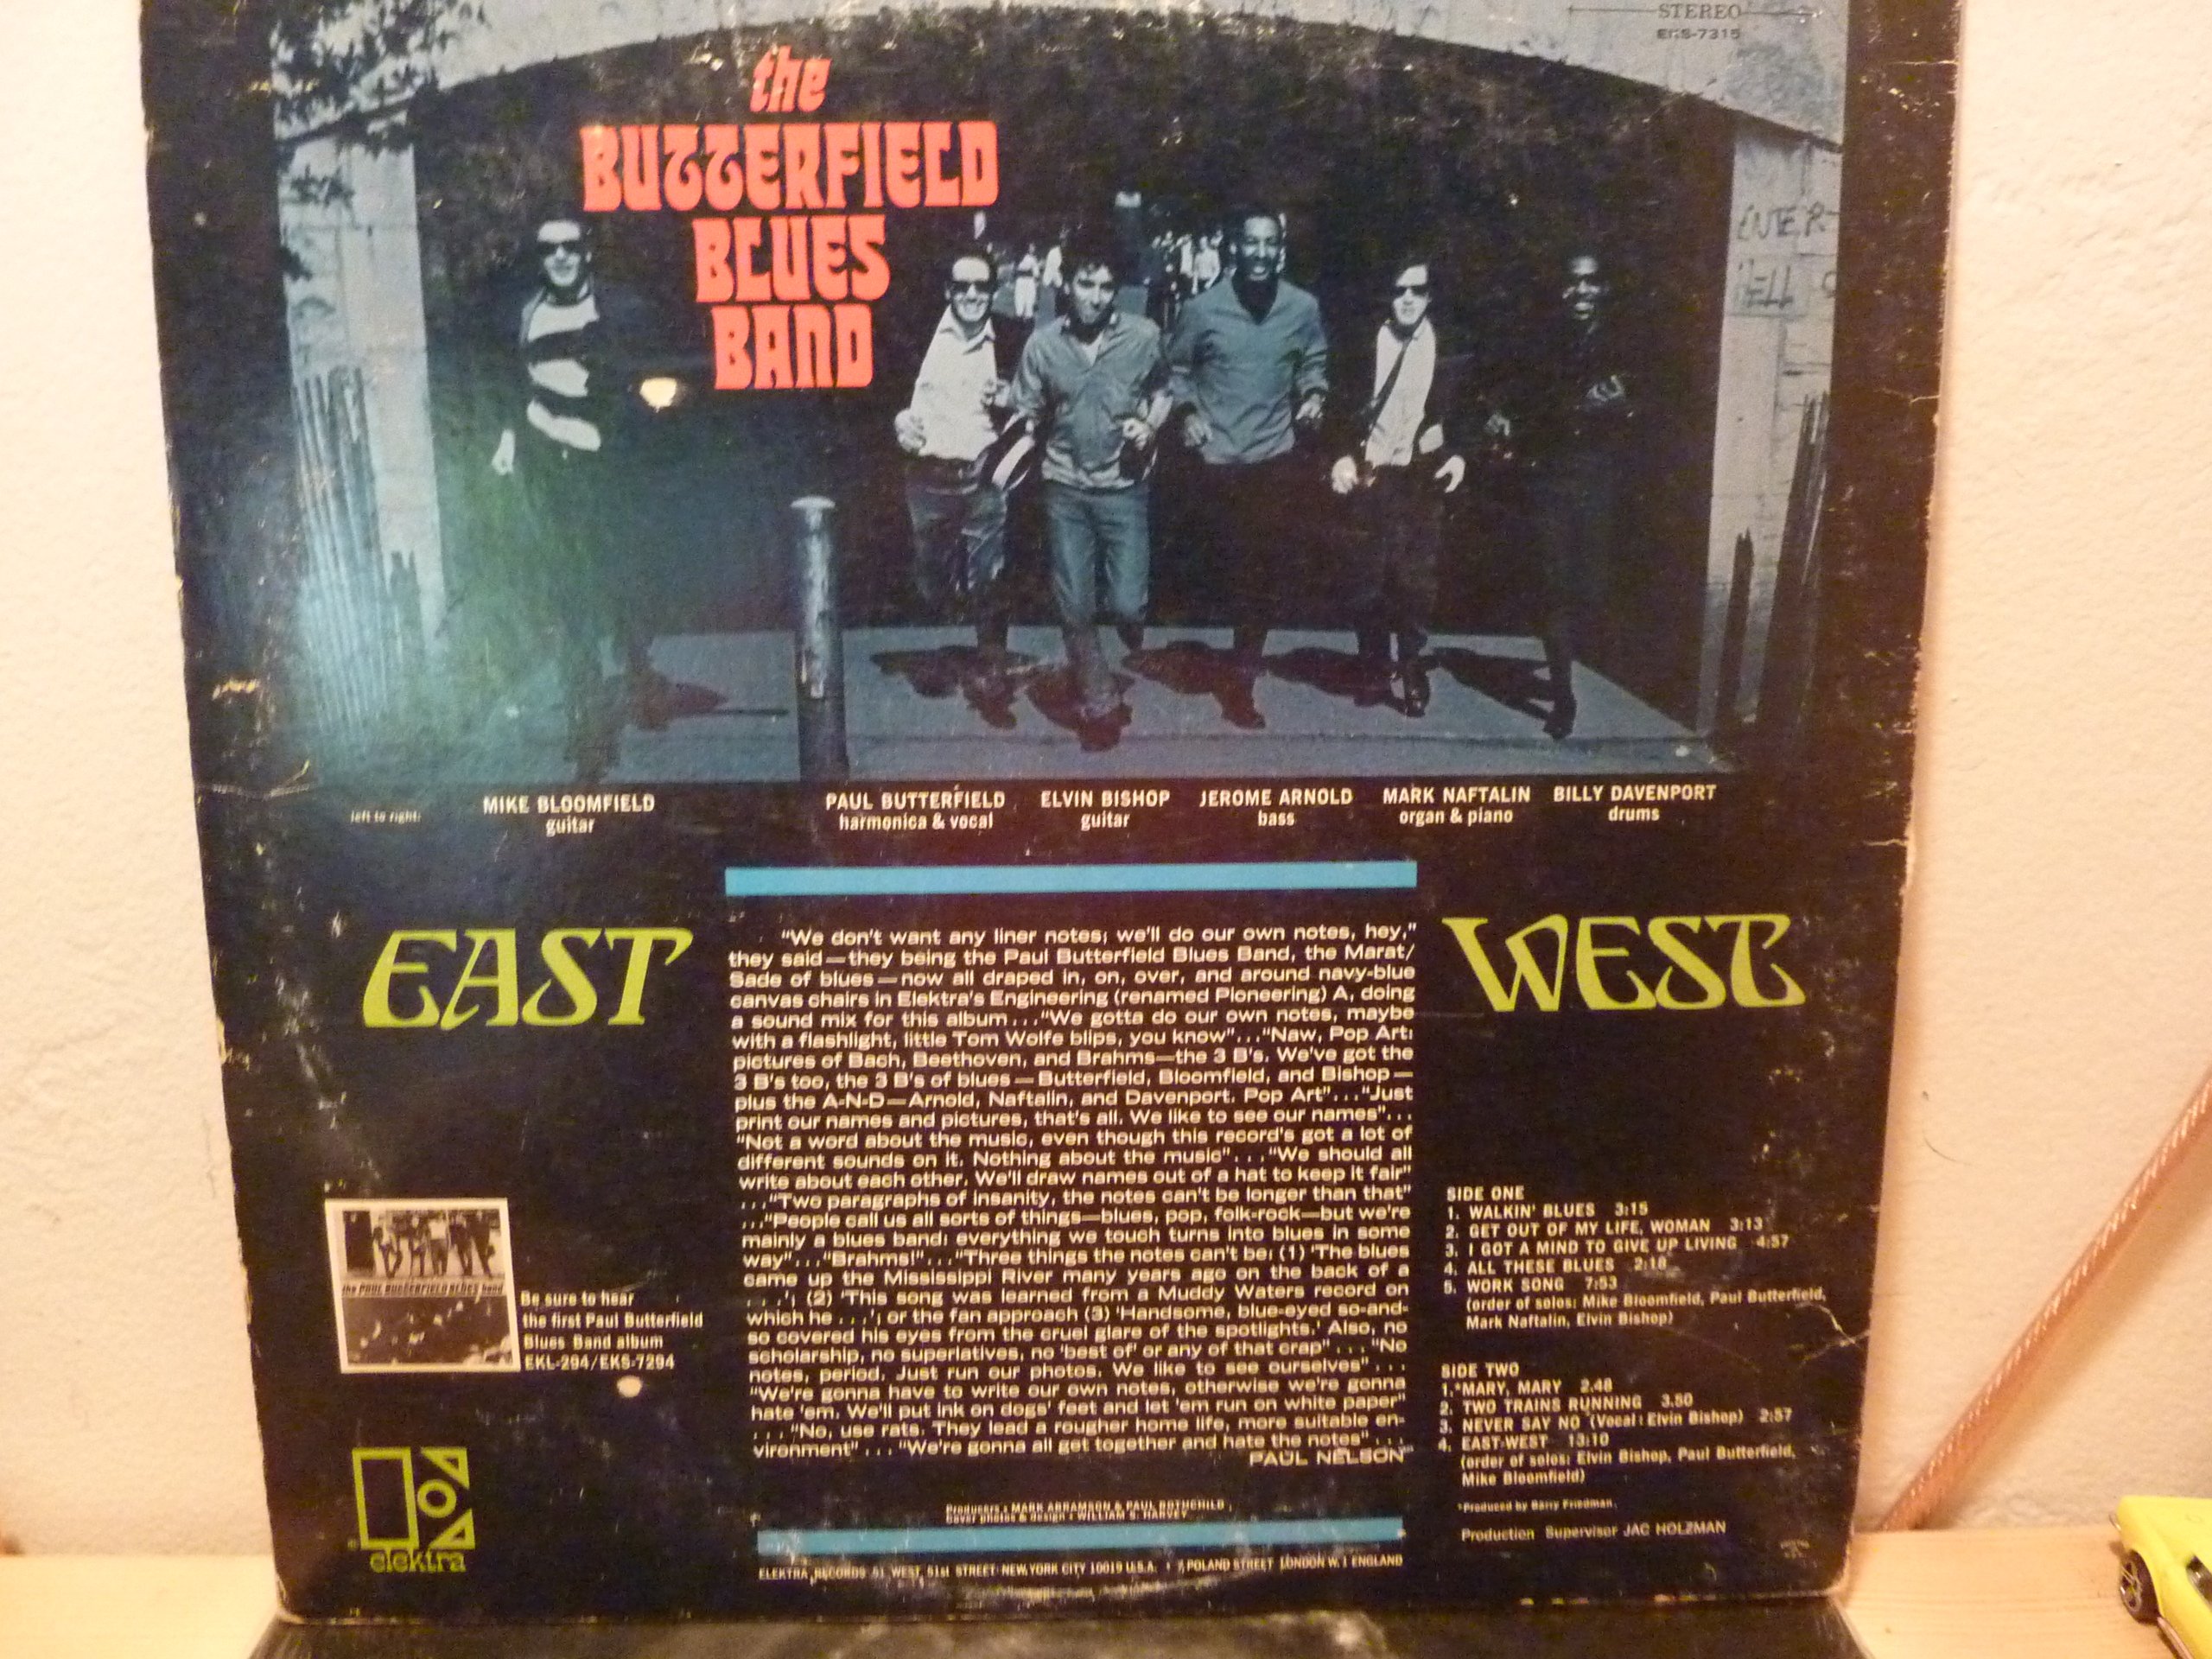 STEREO
EKS-7315
the
BUTTERFIELD
BLUES
BAND
ENTER
HELL
left to right:
MIKE BLOOMFIELD
guitar
PAUL BUTTERFIELD
harmonica & vocal
ELVIN BISHOP
guitar
JEROME ARNOLD
bass
MARK NAFTALIN
organ & piano
BILLY DAVENPORT
drums
EAST
WEST
"We don't want any liner notes; we'll do our own notes, hey,"
they said—they being the Paul Butterfield Blues Band, the Marat/
Sade of blues—now all draped in, on, over, and around navy-blue
canvas chairs in Elektra's Engineering (renamed Pioneering) A, doing
a sound mix for this album..."We gotta do our own notes, maybe
with a flashlight, little Tom Wolfe blips, you know"..."Naw, Pop Art:
pictures of Bach, Beethoven, and Brahms—the 3 B's. We've got the
3 B's too, the 3 B's of blues—Butterfield, Bloomfield, and Bishop—
plus the A-N-D—Arnold, Naftalin, and Davenport. Pop Art"..."Just
print our names and pictures, that's all. We like to see our names"...
"Not a word about the music, even though this record's got a lot of
different sounds on it. Nothing about the music"..."We should all
write about each other. We'll draw names out of a hat to keep it fair"
..."Two paragraphs of insanity, the notes can't be longer than that"
..."People call us all sorts of things—blues, pop, folk-rock—but we're
mainly a blues band: everything we touch turns into blues in some
way"..."Brahms!"..."Three things the notes can't be: (1) 'The blues
came up the Mississippi River many years ago on the back of a
...'; (2) 'This song was learned from a Muddy Waters record on
which he ...'; or the fan approach (3) 'Handsome, blue-eyed so-and-
so covered his eyes from the cruel glare of the spotlights.' Also, no
scholarship, no superlatives, no 'best of' or any of that crap"..."No
notes, period. Just run our photos. We like to see ourselves"...
"We're gonna have to write our own notes, otherwise we're gonna
hate 'em. We'll put ink on dogs' feet and let 'em run on white paper"
..."No, use rats. They lead a rougher home life, more suitable en-
vironment"..."We're gonna all get together and hate the notes"...
PAUL NELSON
the PAUL BUTTERFIELD BLUES band
Be sure to hear
the first Paul Butterfield
Blues Band album
EKL-294/EKS-7294
SIDE ONE
1. WALKIN' BLUES 3:15
2. GET OUT OF MY LIFE, WOMAN 3:13
3. I GOT A MIND TO GIVE UP LIVING 4:57
4. ALL THESE BLUES 2:18
5. WORK SONG 7:53
(order of solos: Mike Bloomfield, Paul Butterfield,
Mark Naftalin, Elvin Bishop)
SIDE TWO
1.*MARY, MARY 2.48
2. TWO TRAINS RUNNING 3.50
3. NEVER SAY NO (Vocal: Elvin Bishop) 2:57
4. EAST-WEST 13:10
(order of solos: Elvin Bishop, Paul Butterfield,
Mike Bloomfield)
*Produced by Barry Friedman.
Production Supervisor JAC HOLZMAN
Producers • MARK ABRAMSON & PAUL ROTHCHILD
Cover photos & design • WILLIAM S. HARVEY
elektra
ELEKTRA RECORDS 51 WEST 51st STREET NEW YORK CITY 10019 U.S.A. • 7, POLAND STREET LONDON W.1 ENGLAND